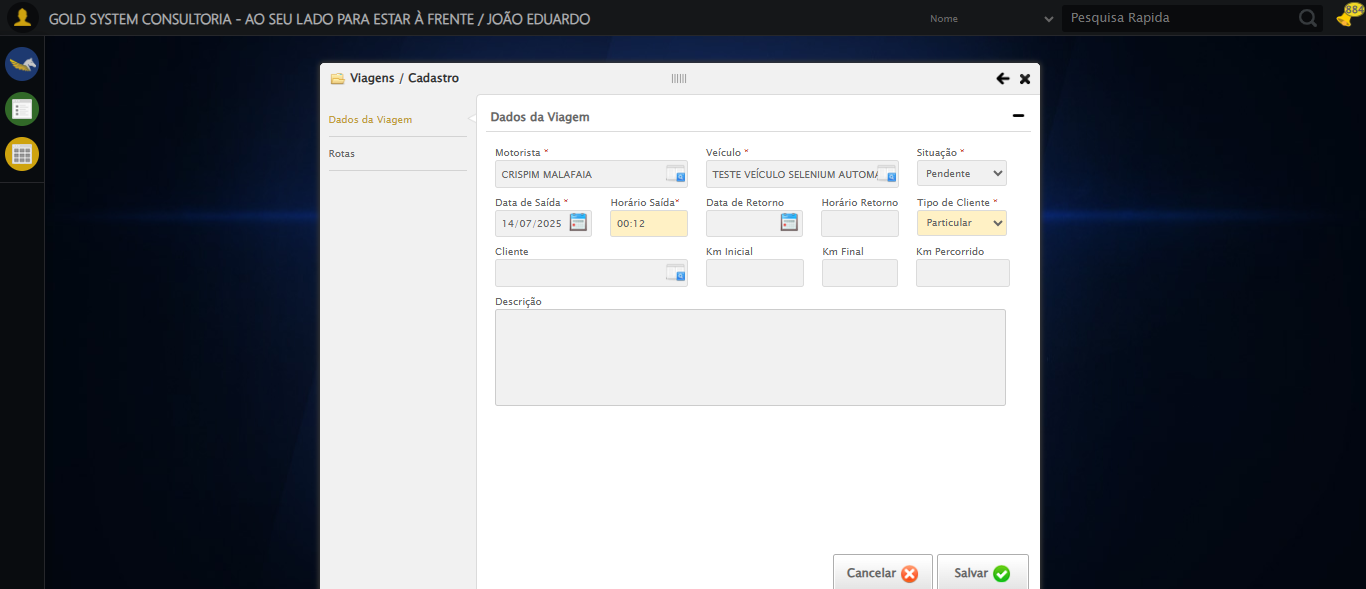 GOLD SYSTEM CONSULTORIA - AO SEU LADO PARA ESTAR À FRENTE / JOÃO EDUARDO
Nome
Pesquisa Rapida
884
Viagens / Cadastro
Dados da Viagem
Rotas
Dados da Viagem
Motorista * Veículo * Situação *
CRISPIM MALAFAIA TESTE VEÍCULO SELENIUM AUTOMA Pendente
Data de Saída * Horário Saída* Data de Retorno Horário Retorno Tipo de Cliente *
14/07/2025 00:12 Particular
Cliente Km Inicial Km Final Km Percorrido
Descrição
Cancelar Salvar